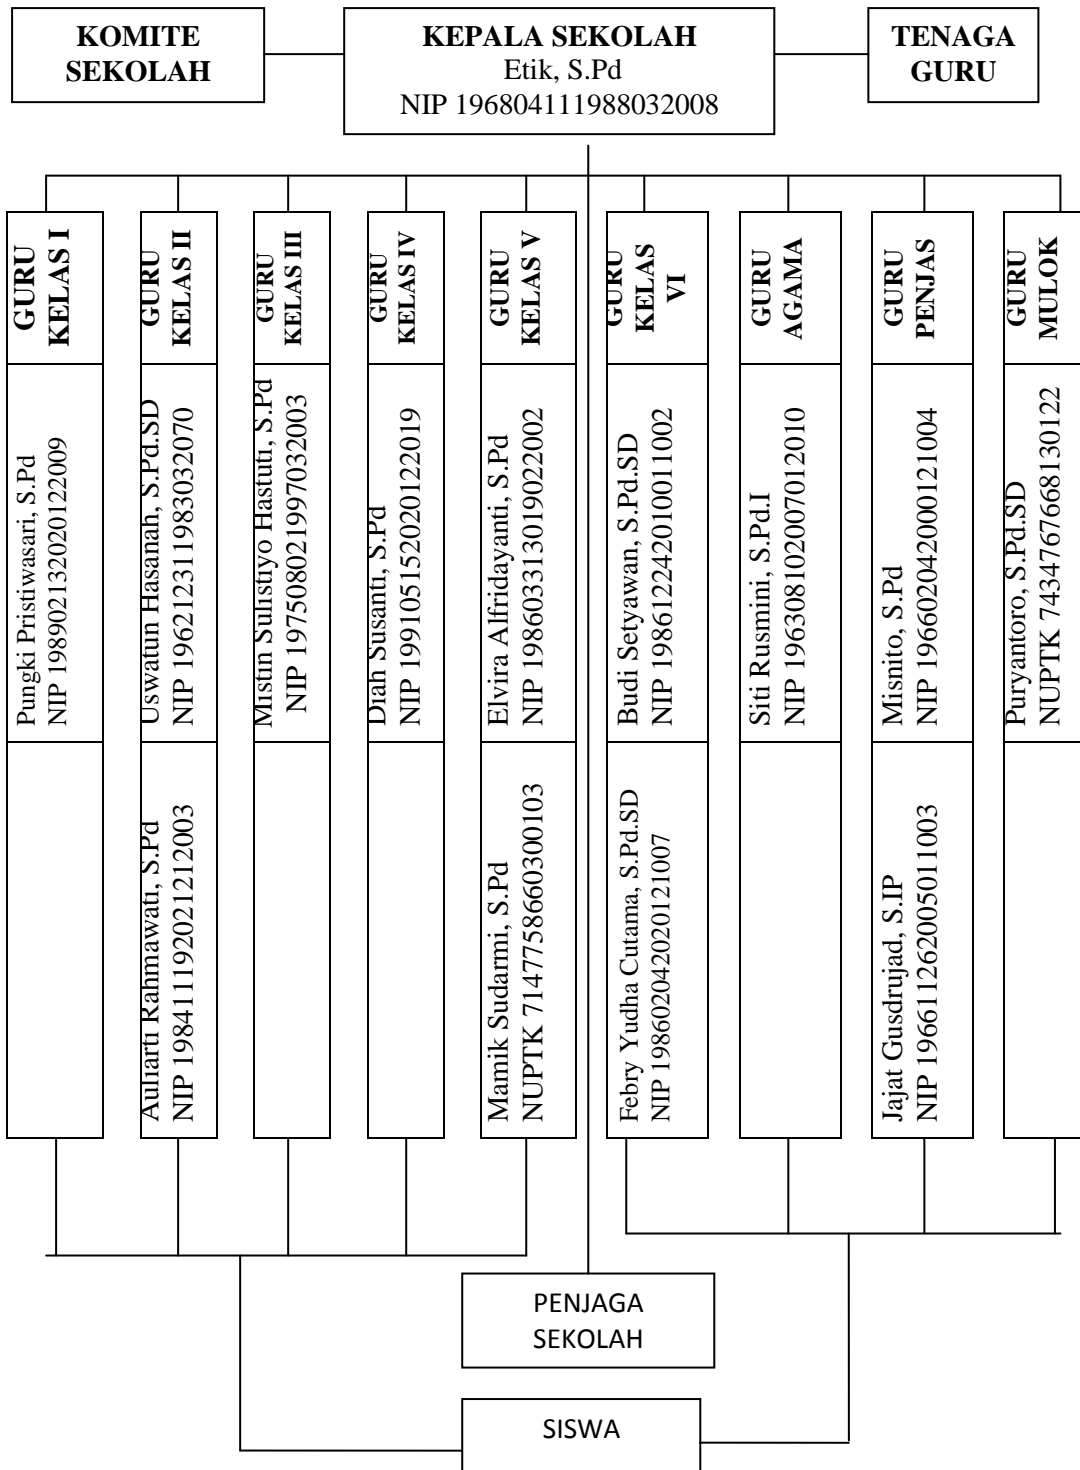 KOMITE
SEKOLAH
KEPALA SEKOLAH
Etik, S.Pd
NIP 196804111988032008
TENAGA
GURU
GURU
KELAS I
GURU
KELAS II
GURU
KELAS III
GURU
KELAS IV
GURU
KELAS V
GURU
KELAS
VI
GURU
AGAMA
GURU
PENJAS
GURU
MULOK
Pungki Pristiwasari, S.Pd
NIP 198902132020122009
Uswatun Hasanah, S.Pd.SD
NIP 196212311983032070
Mistin Sulistiyo Hastuti, S.Pd
NIP 197508021997032003
Diah Susanti, S.Pd
NIP 199105152020122019
Elvira Alfridayanti, S.Pd
NIP 198603313019022002
Budi Setyawan, S.Pd.SD
NIP 198612242010011002
Siti Rusmini, S.Pd.I
NIP 196308102007012010
Misnito, S.Pd
NIP 196602042000121004
Puryantoro, S.Pd.SD
NUPTK 7434767668130122
Auliarti Rahmawati, S.Pd
NIP 198411192021212003
Mamik Sudarmi, S.Pd
NUPTK 7147758660300103
Febry Yudha Cutama, S.Pd.SD
NIP 198602042020121007
Jajat Gusdrujad, S.IP
NIP 196611262005011003
PENJAGA
SEKOLAH
SISWA